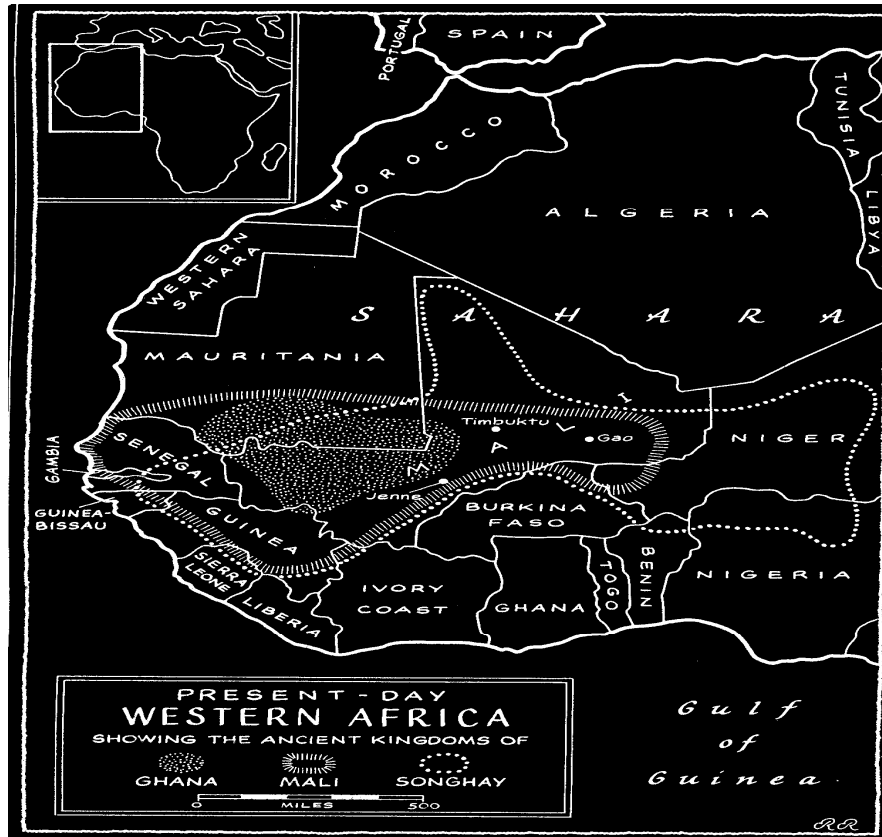 PORTUGAL
SPAIN
MOROCCO
TUNISIA
ALGERIA
LIBYA
WESTERN
SAHARA
SAHARA
MAURITANIA
MALI
Timbuktu
Gao
NIGER
SENEGAL
GAMBIA
Jenne
GUINEA-
BISSAU
GUINEA
BURKINA
FASO
SIERRA
LEONE
LIBERIA
IVORY
COAST
GHANA
TOGO
BENIN
NIGERIA
PRESENT-DAY
WESTERN AFRICA
SHOWING THE ANCIENT KINGDOMS OF
GHANA MALI SONGHAY
0 MILES 500
Gulf
of
Guinea
RR